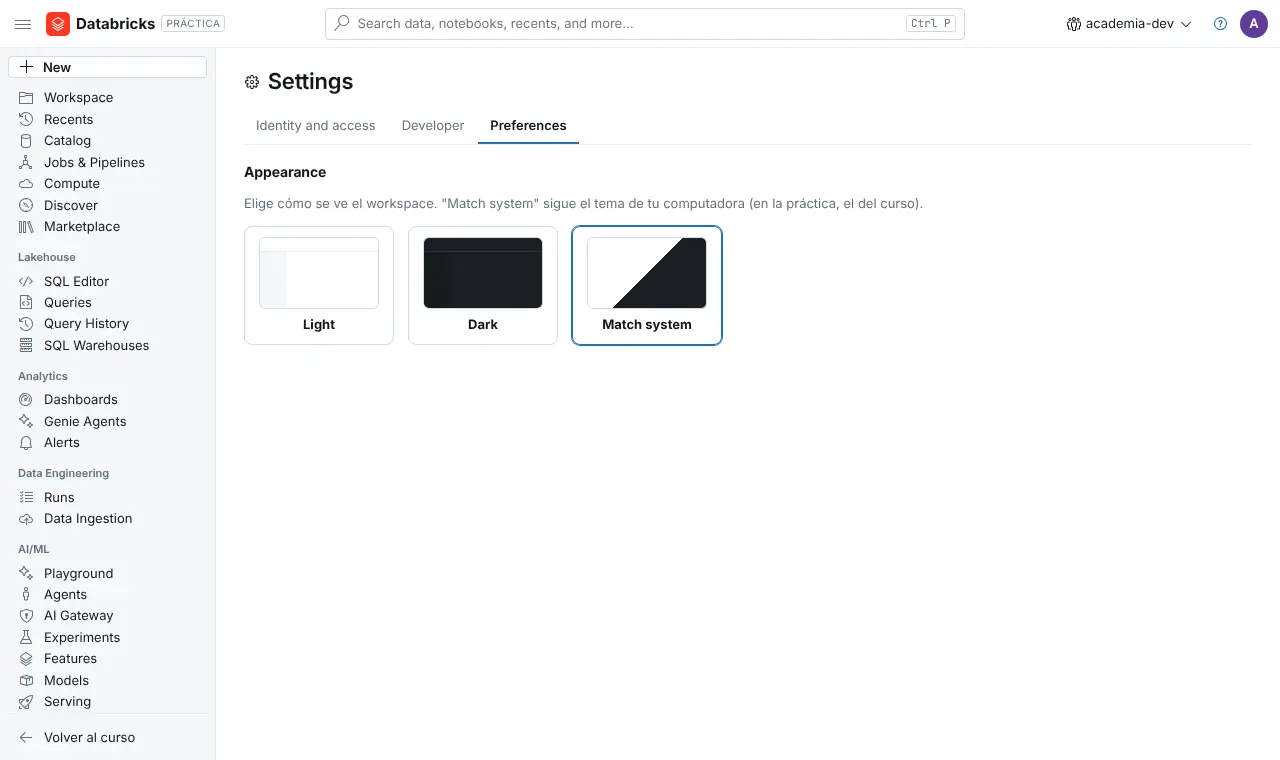 Databricks
PRÁCTICA
Search data, notebooks, recents, and more...
Ctrl P
academia-dev
A
New
Workspace
Recents
Catalog
Jobs & Pipelines
Compute
Discover
Marketplace
Lakehouse
SQL Editor
Queries
Query History
SQL Warehouses
Analytics
Dashboards
Genie Agents
Alerts
Data Engineering
Runs
Data Ingestion
AI/ML
Playground
Agents
AI Gateway
Experiments
Features
Models
Serving
Volver al curso
Settings
Identity and access
Developer
Preferences
Appearance
Elige cómo se ve el workspace. "Match system" sigue el tema de tu computadora (en la práctica, el del curso).
Light
Dark
Match system